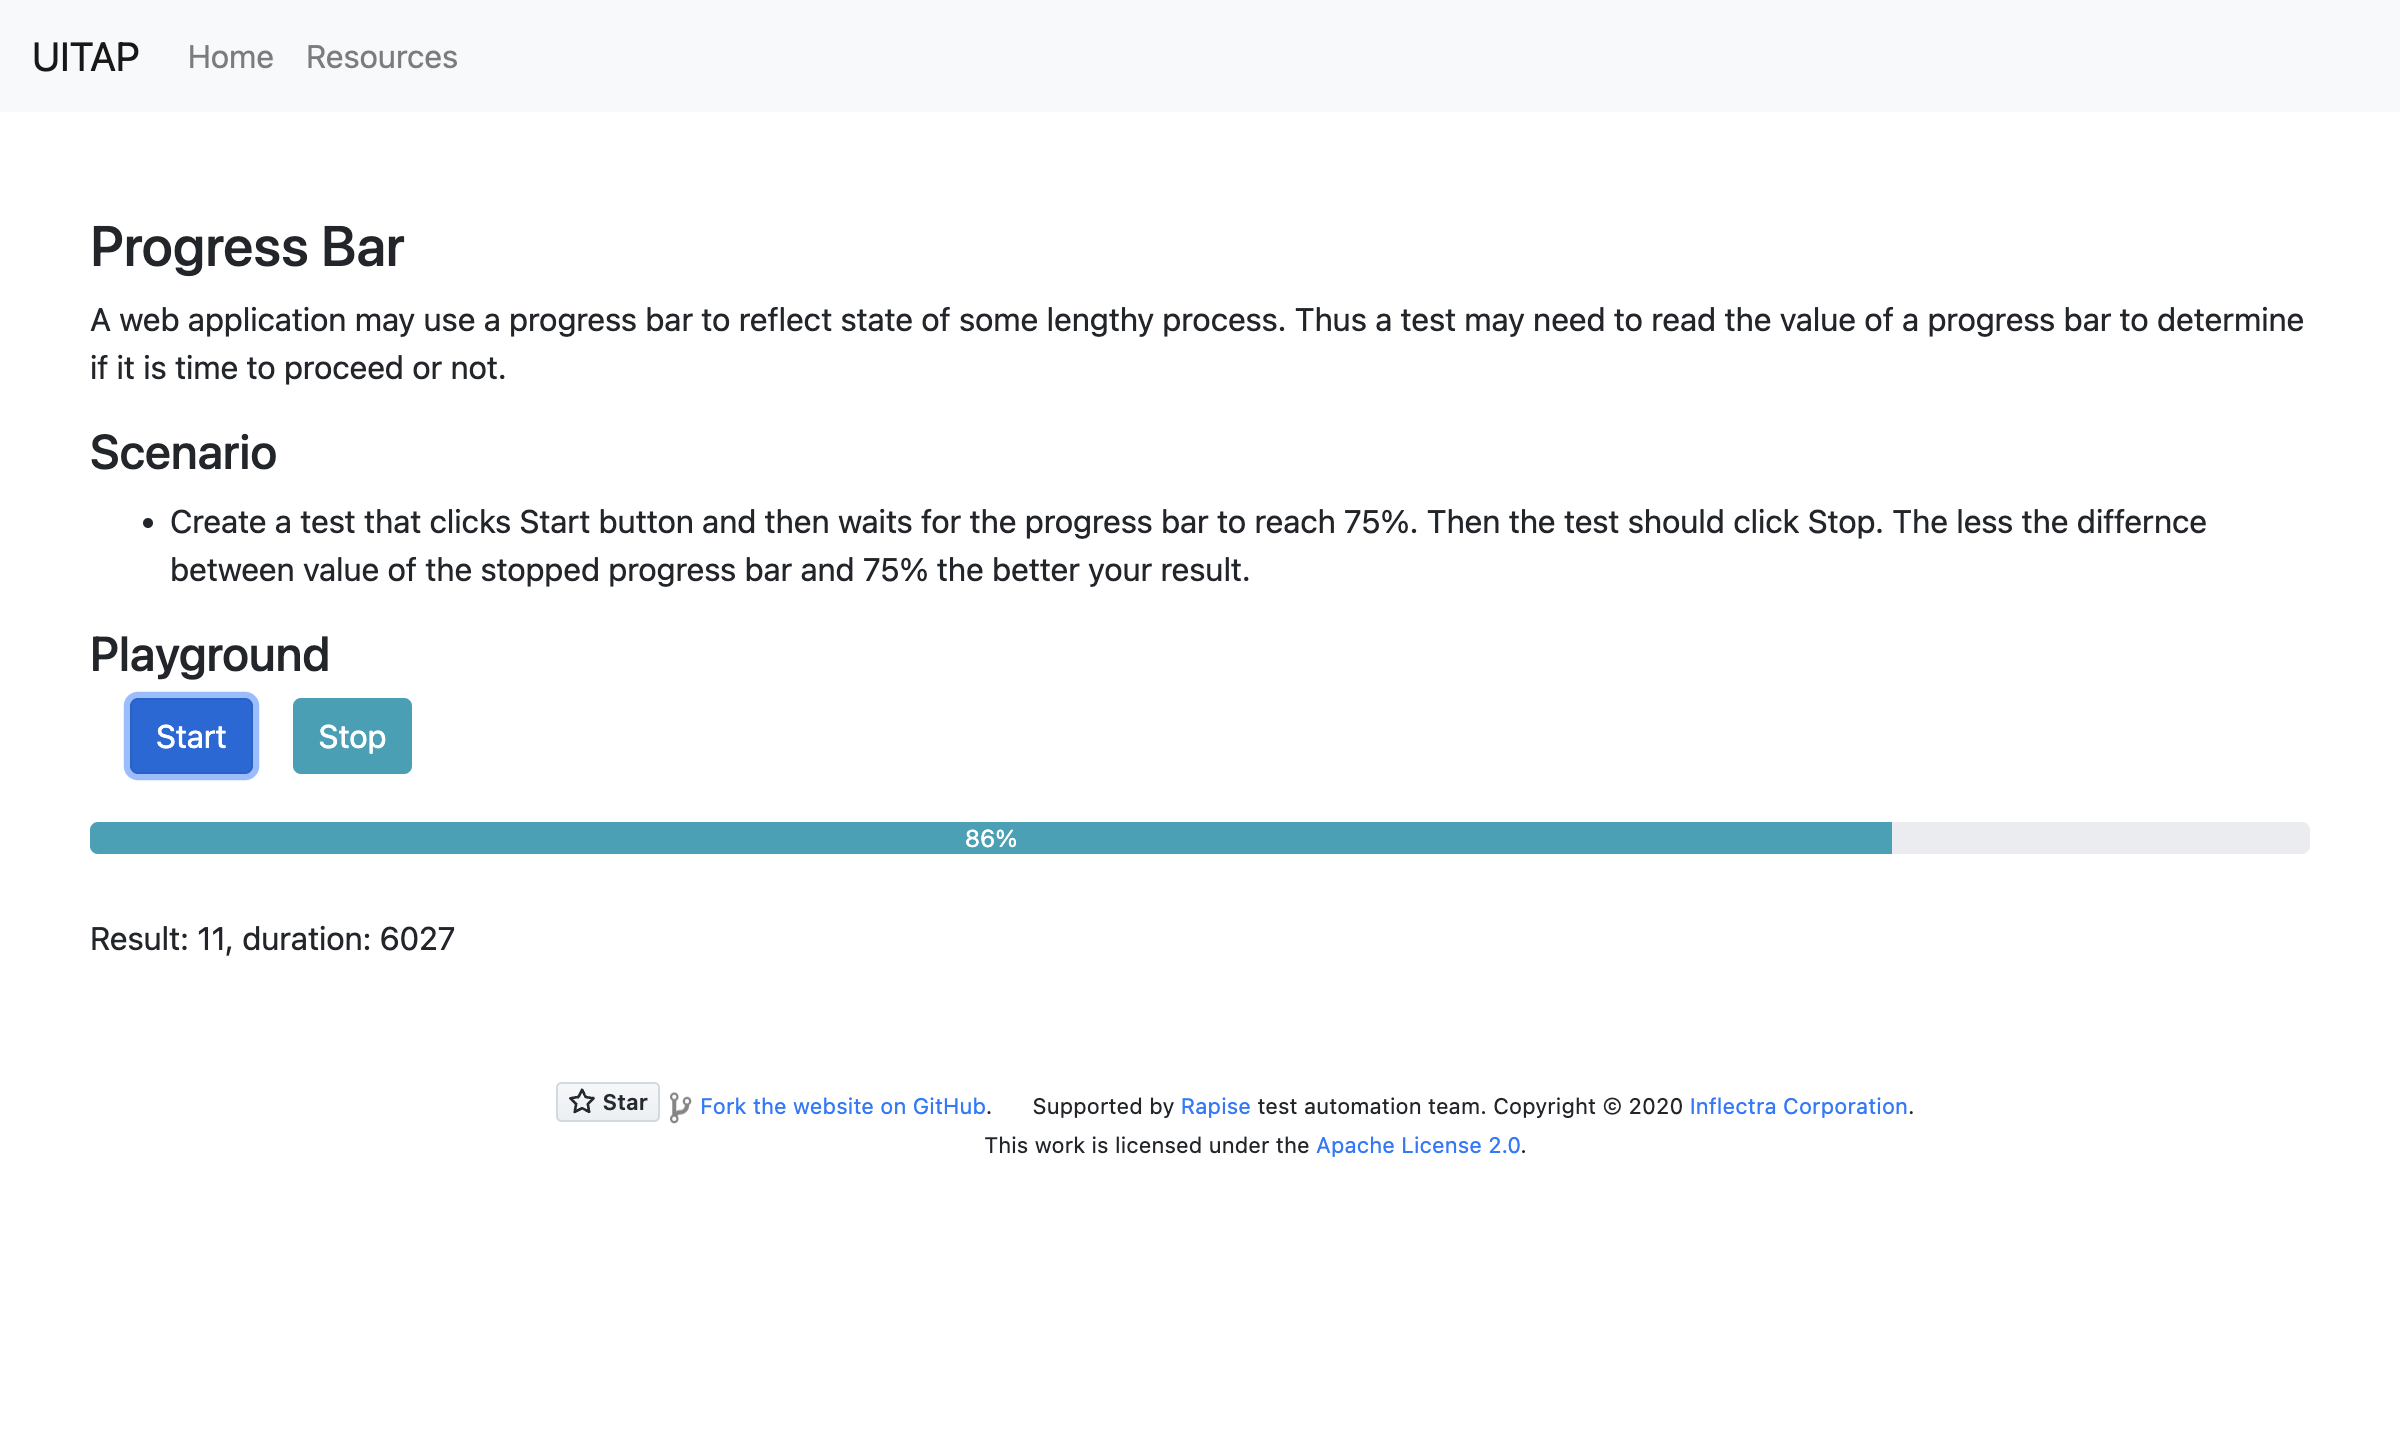 UITAP Home Resources
Progress Bar
A web application may use a progress bar to reflect state of some lengthy process. Thus a test may need to read the value of a progress bar to determine
if it is time to proceed or not.
Scenario
• Create a test that clicks Start button and then waits for the progress bar to reach 75%. Then the test should click Stop. The less the differnce
between value of the stopped progress bar and 75% the better your result.
Playground
Start Stop
86%
Result: 11, duration: 6027
Star Fork the website on GitHub. Supported by Rapise test automation team. Copyright © 2020 Inflectra Corporation.
This work is licensed under the Apache License 2.0.